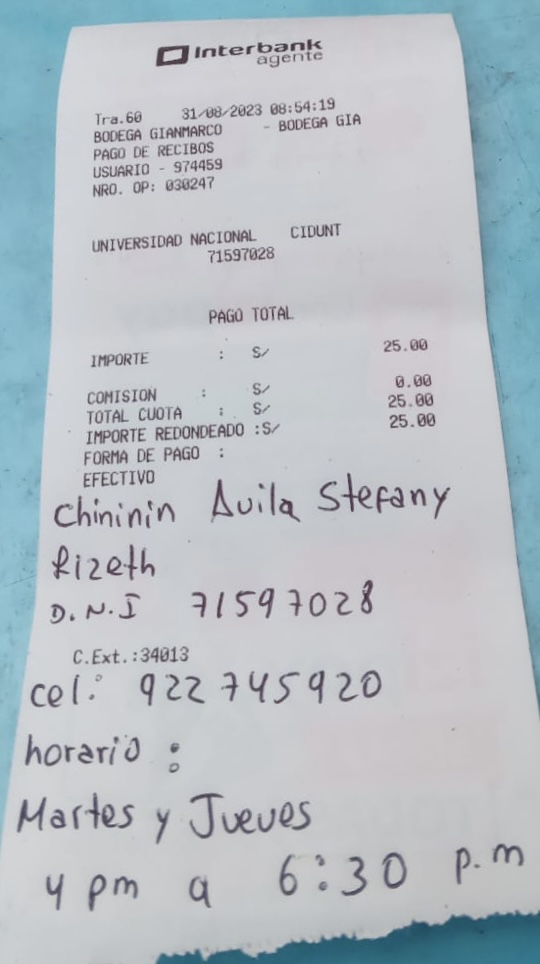 Interbank
agente
Tra.60 31/08/2023 08:54:19
BODEGA GIANMARCO - BODEGA GIA
PAGO DE RECIBOS
USUARIO - 974459
NRO. OP: 030247
UNIVERSIDAD NACIONAL CIDUNT
71597028
PAGO TOTAL
IMPORTE : S/ 25.00
COMISION : S/ 0.00
TOTAL CUOTA : S/ 25.00
IMPORTE REDONDEADO :S/ 25.00
FORMA DE PAGO :
EFECTIVO
Chininin Avila Stefany
Rizeth
D.N.I 71597028
C.Ext.:34013
cel: 922745920
horario :
Martes y Jueves
4 pm a 6:30 p.m